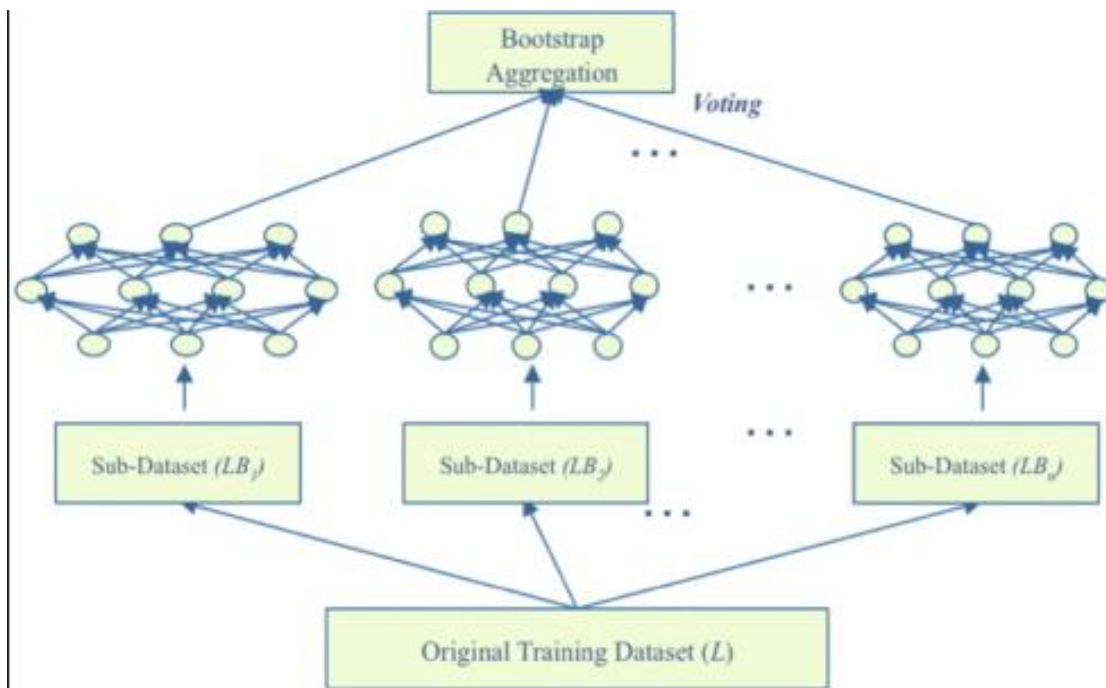 Bootstrap
Aggregation
Voting
...
...
Sub-Dataset (LB₁)
Sub-Dataset (LB₂)
...
Sub-Dataset (LBₙ)
...
Original Training Dataset (L)